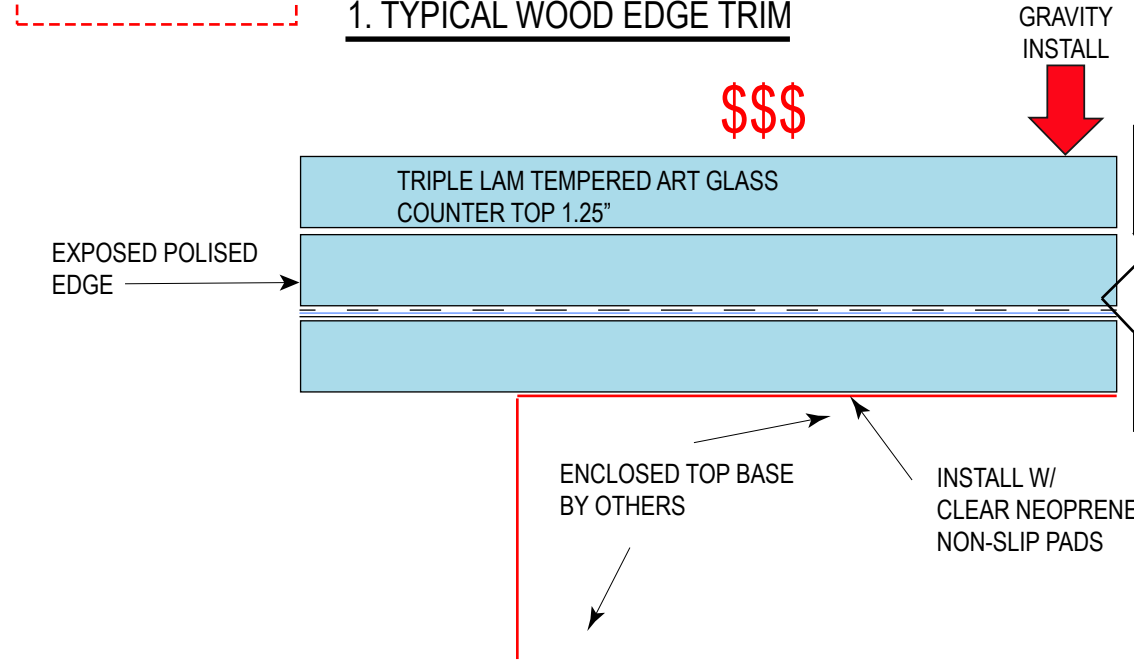 1. TYPICAL WOOD EDGE TRIM
GRAVITY
INSTALL
$$$
TRIPLE LAM TEMPERED ART GLASS
COUNTER TOP 1.25”
EXPOSED POLISED
EDGE
ENCLOSED TOP BASE
BY OTHERS
INSTALL W/
CLEAR NEOPRENE
NON-SLIP PADS